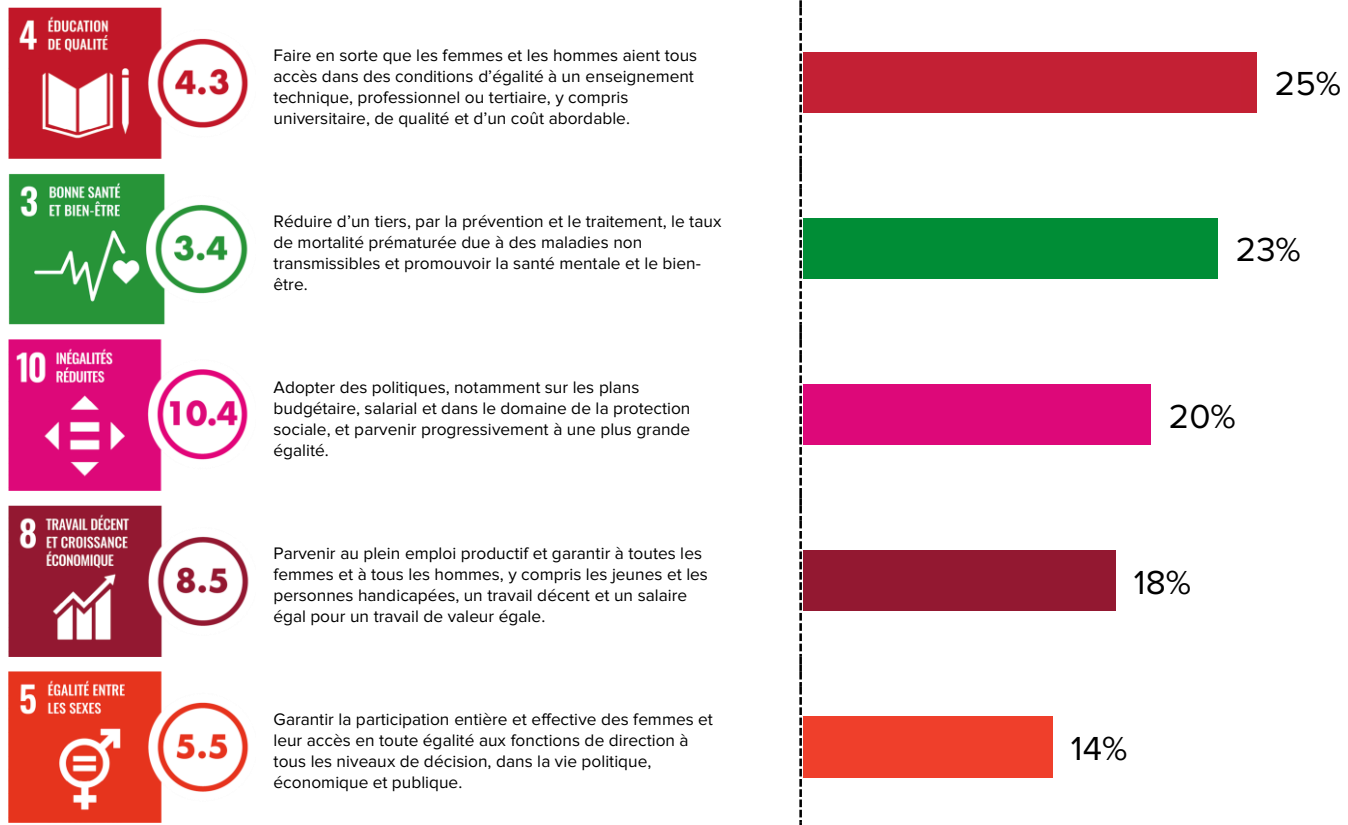 4 ÉDUCATION
DE QUALITÉ
4.3
Faire en sorte que les femmes et les hommes aient tous
accès dans des conditions d’égalité à un enseignement
technique, professionnel ou tertiaire, y compris
universitaire, de qualité et d’un coût abordable.
25%
3 BONNE SANTÉ
ET BIEN-ÊTRE
3.4
Réduire d’un tiers, par la prévention et le traitement, le taux
de mortalité prématurée due à des maladies non
transmissibles et promouvoir la santé mentale et le bien-
être.
23%
10 INÉGALITÉS
RÉDUITES
10.4
Adopter des politiques, notamment sur les plans
budgétaire, salarial et dans le domaine de la protection
sociale, et parvenir progressivement à une plus grande
égalité.
20%
8 TRAVAIL DÉCENT
ET CROISSANCE
ÉCONOMIQUE
8.5
Parvenir au plein emploi productif et garantir à toutes les
femmes et à tous les hommes, y compris les jeunes et les
personnes handicapées, un travail décent et un salaire
égal pour un travail de valeur égale.
18%
5 ÉGALITÉ ENTRE
LES SEXES
5.5
Garantir la participation entière et effective des femmes et
leur accès en toute égalité aux fonctions de direction à
tous les niveaux de décision, dans la vie politique,
économique et publique.
14%